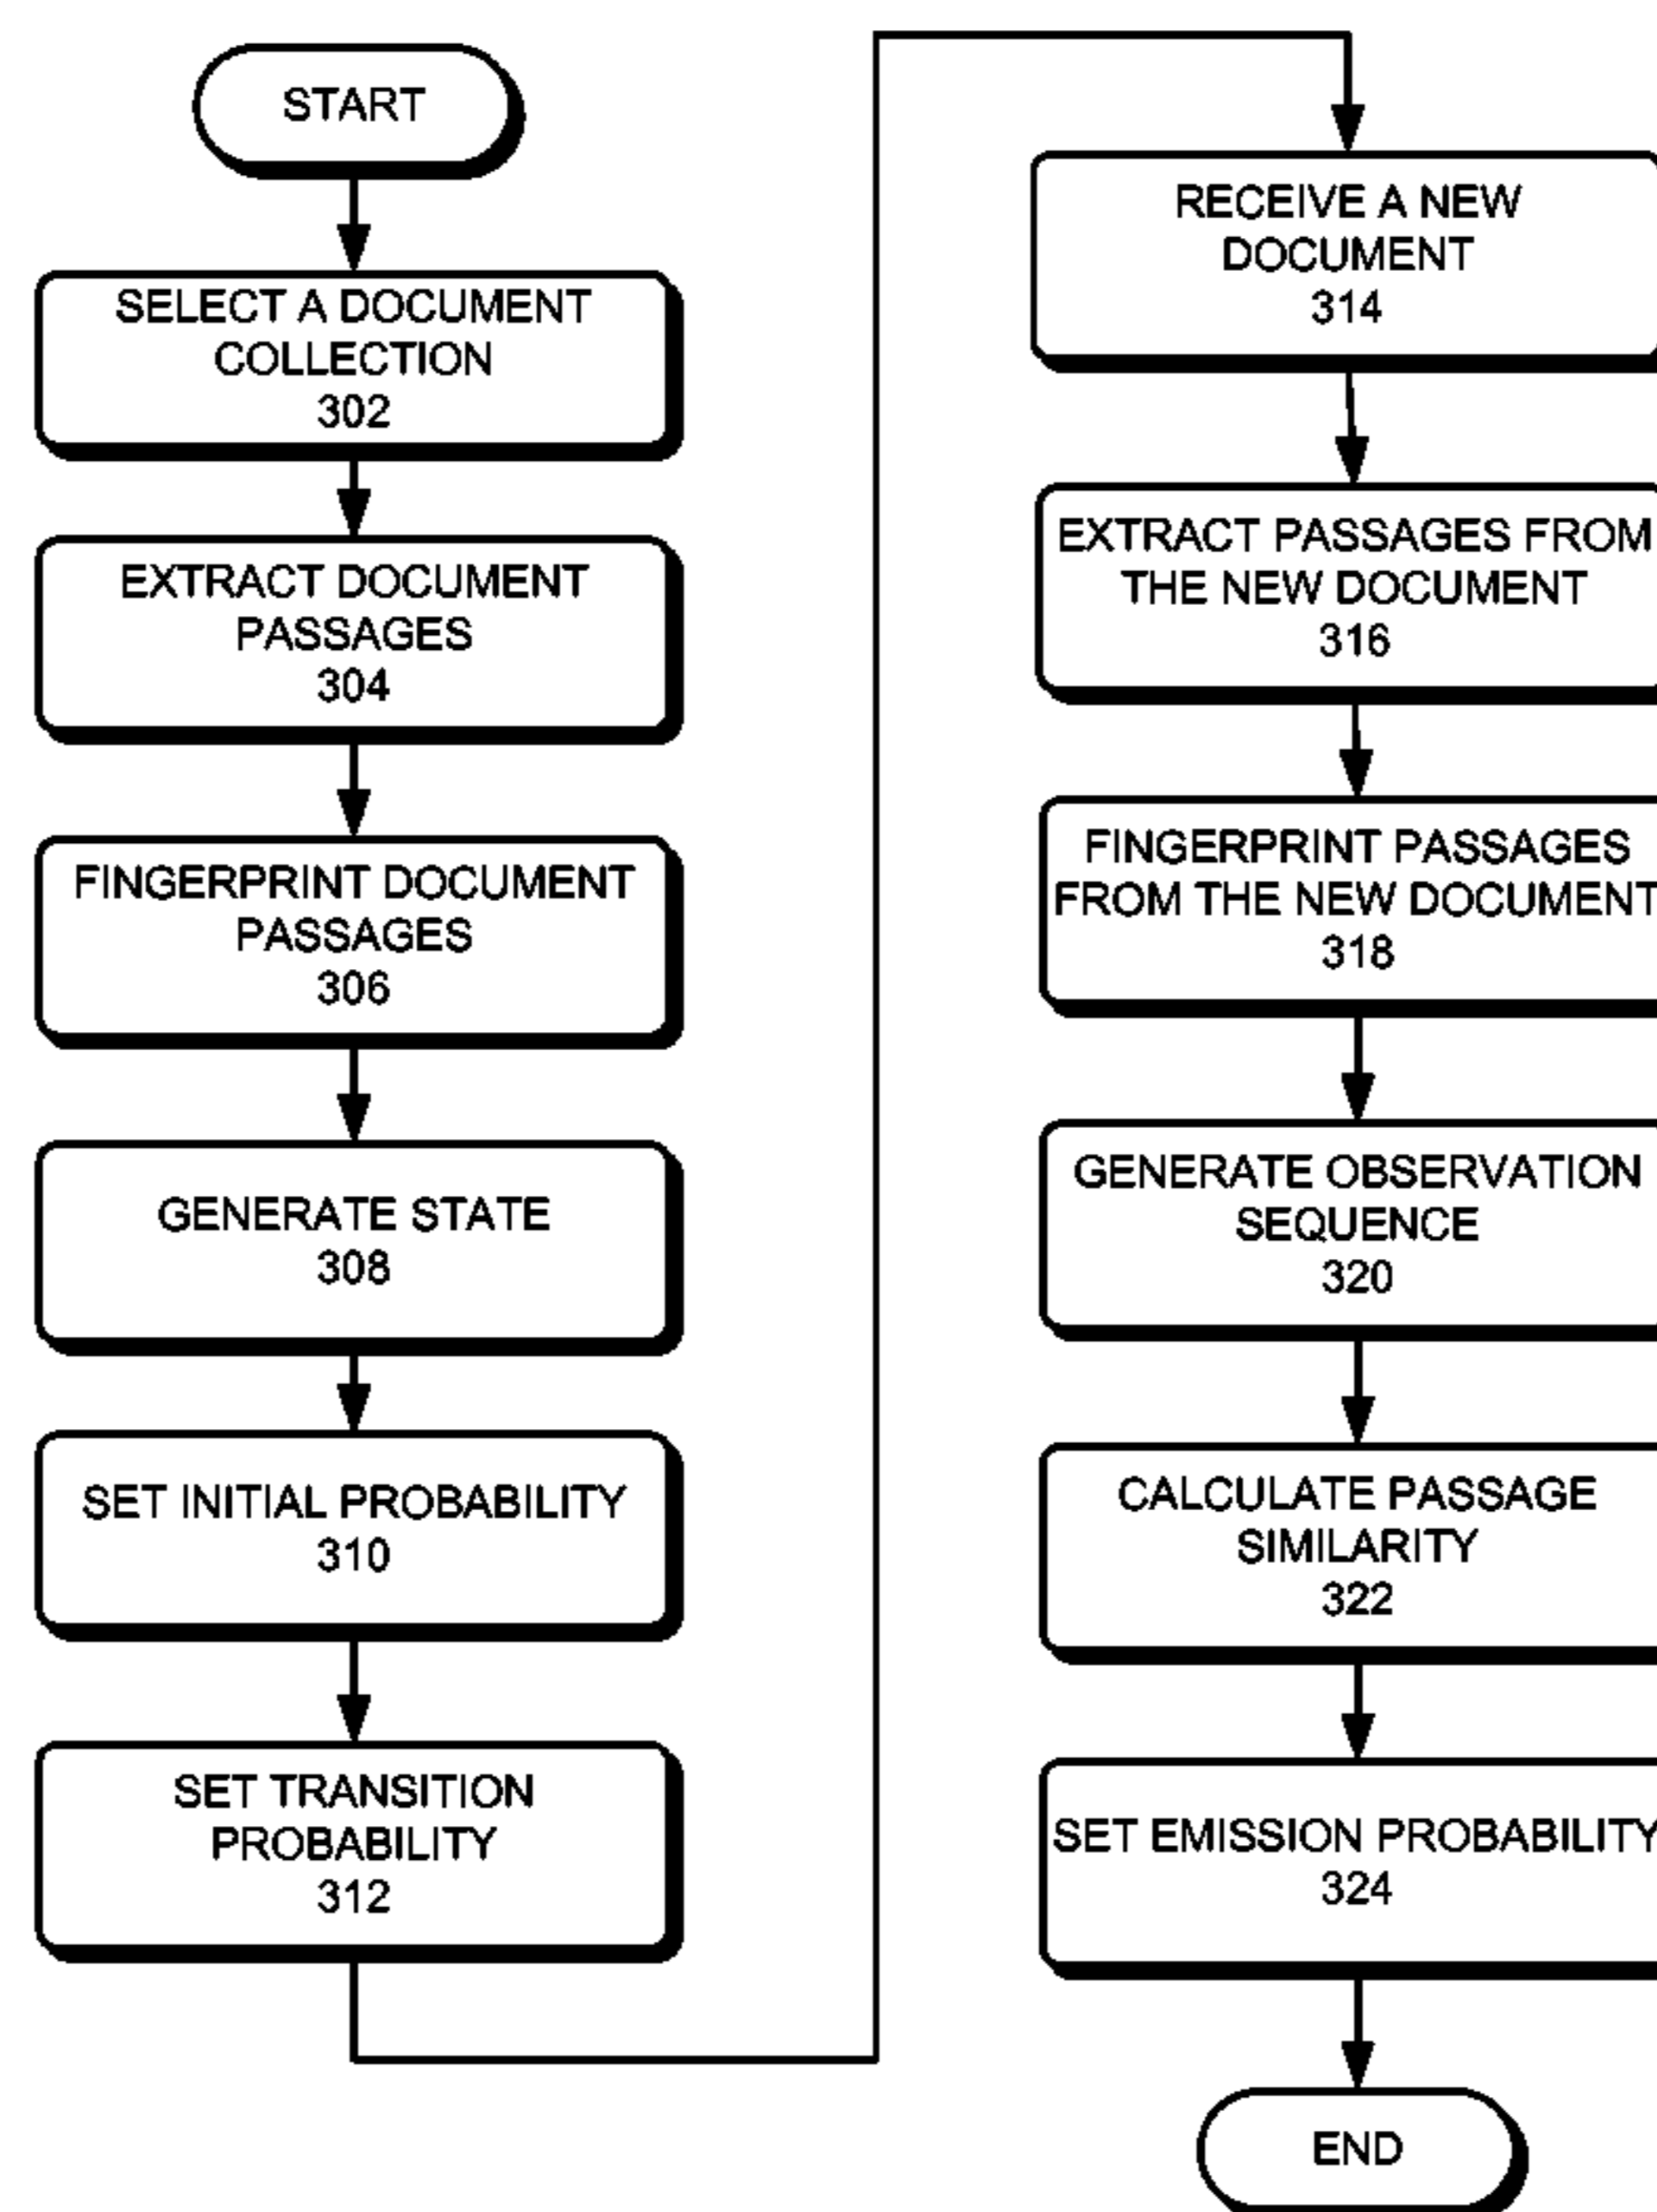 START
SELECT A DOCUMENT
COLLECTION
302
EXTRACT DOCUMENT
PASSAGES
304
FINGERPRINT DOCUMENT
PASSAGES
306
GENERATE STATE
308
SET INITIAL PROBABILITY
310
SET TRANSITION
PROBABILITY
312
RECEIVE A NEW
DOCUMENT
314
EXTRACT PASSAGES FROM
THE NEW DOCUMENT
316
FINGERPRINT PASSAGES
FROM THE NEW DOCUMENT
318
GENERATE OBSERVATION
SEQUENCE
320
CALCULATE PASSAGE
SIMILARITY
322
SET EMISSION PROBABILITY
324
END